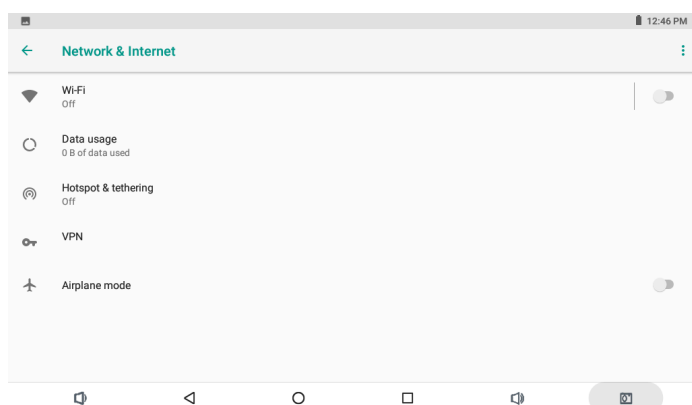 12:46 PM
Network & Internet
Wi-Fi
Off
Data usage
0 B of data used
Hotspot & tethering
Off
VPN
Airplane mode